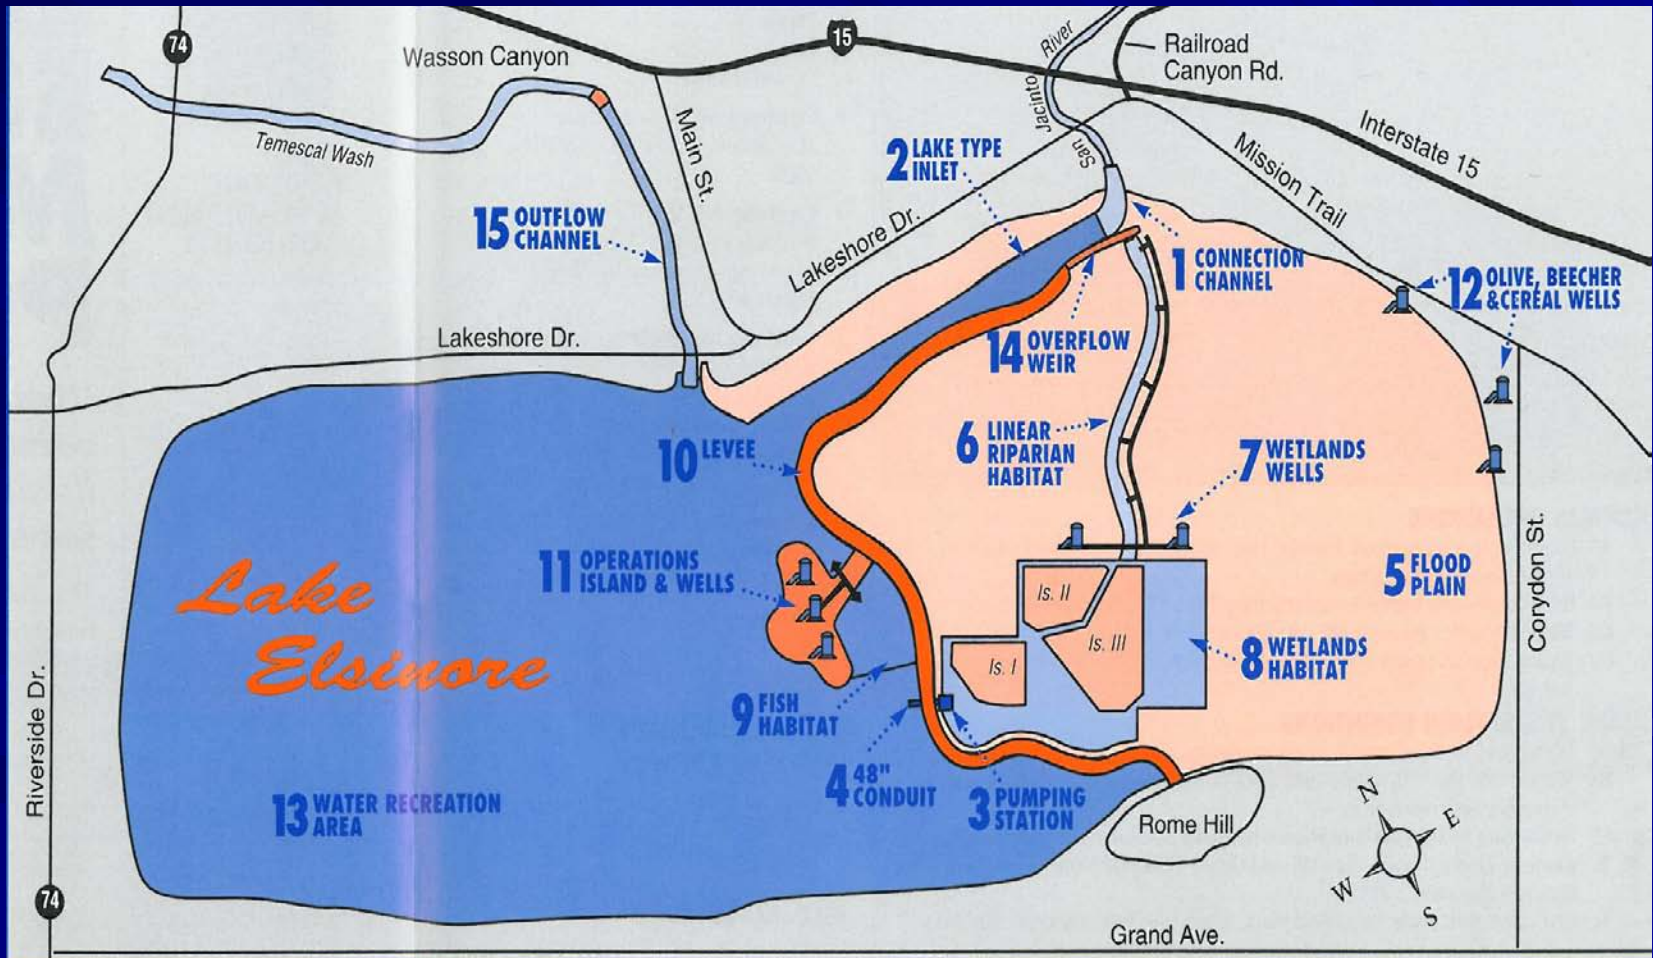 74
15
River
Railroad
Canyon Rd.
Wasson Canyon
Jacinto
San
Temescal Wash
Main St.
Interstate 15
Mission Trail
2 LAKE TYPE
INLET
15 OUTFLOW
CHANNEL
Lakeshore Dr.
1 CONNECTION
CHANNEL
12 OLIVE, BEECHER
&CEREAL WELLS
Lakeshore Dr.
14 OVERFLOW
WEIR
10 LEVEE
6 LINEAR
RIPARIAN
HABITAT
7 WETLANDS
WELLS
11 OPERATIONS
ISLAND & WELLS
5 FLOOD
PLAIN
Corydon St.
Is. II
Is. III
Is. I
Lake
Elsinore
8 WETLANDS
HABITAT
9 FISH
HABITAT
Riverside Dr.
13 WATER RECREATION
AREA
4 48"
CONDUIT
3 PUMPING
STATION
Rome Hill
N
E
W
S
74
Grand Ave.